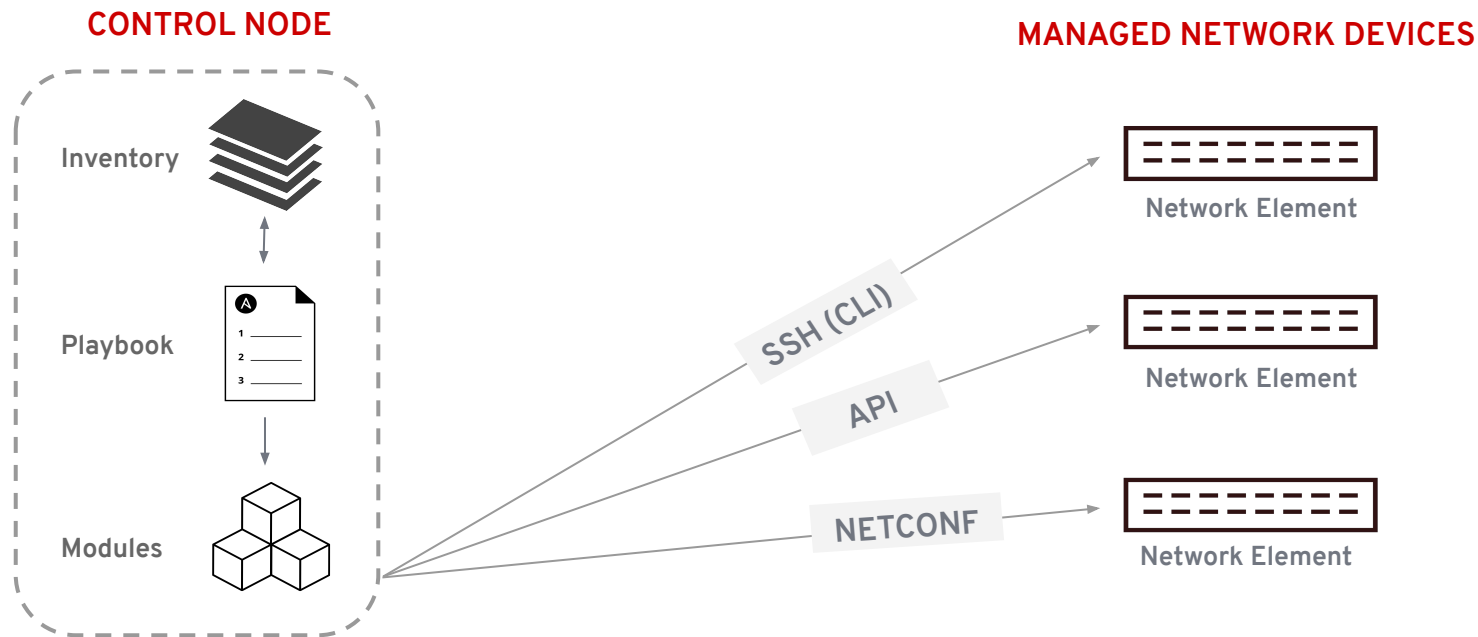 CONTROL NODE
MANAGED NETWORK DEVICES
Inventory
Playbook
A
1
2
3
Modules
SSH (CLI)
API
NETCONF
Network Element
Network Element
Network Element